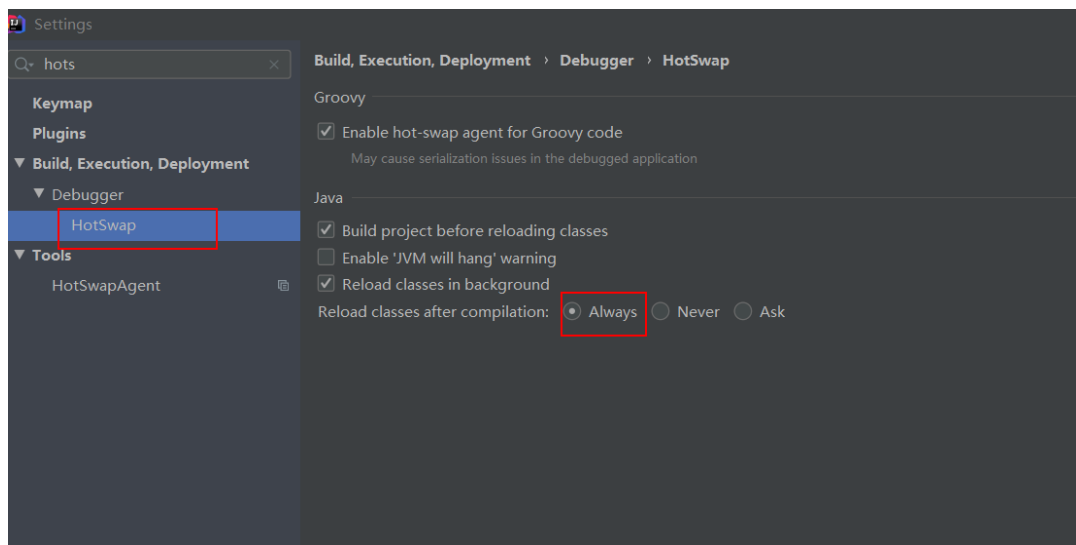 Settings
hots
Keymap
Plugins
Build, Execution, Deployment
Debugger
HotSwap
Tools
HotSwapAgent
Build, Execution, Deployment › Debugger › HotSwap
Groovy
Enable hot-swap agent for Groovy code
May cause serialization issues in the debugged application
Java
Build project before reloading classes
Enable 'JVM will hang' warning
Reload classes in background
Reload classes after compilation: Always Never Ask